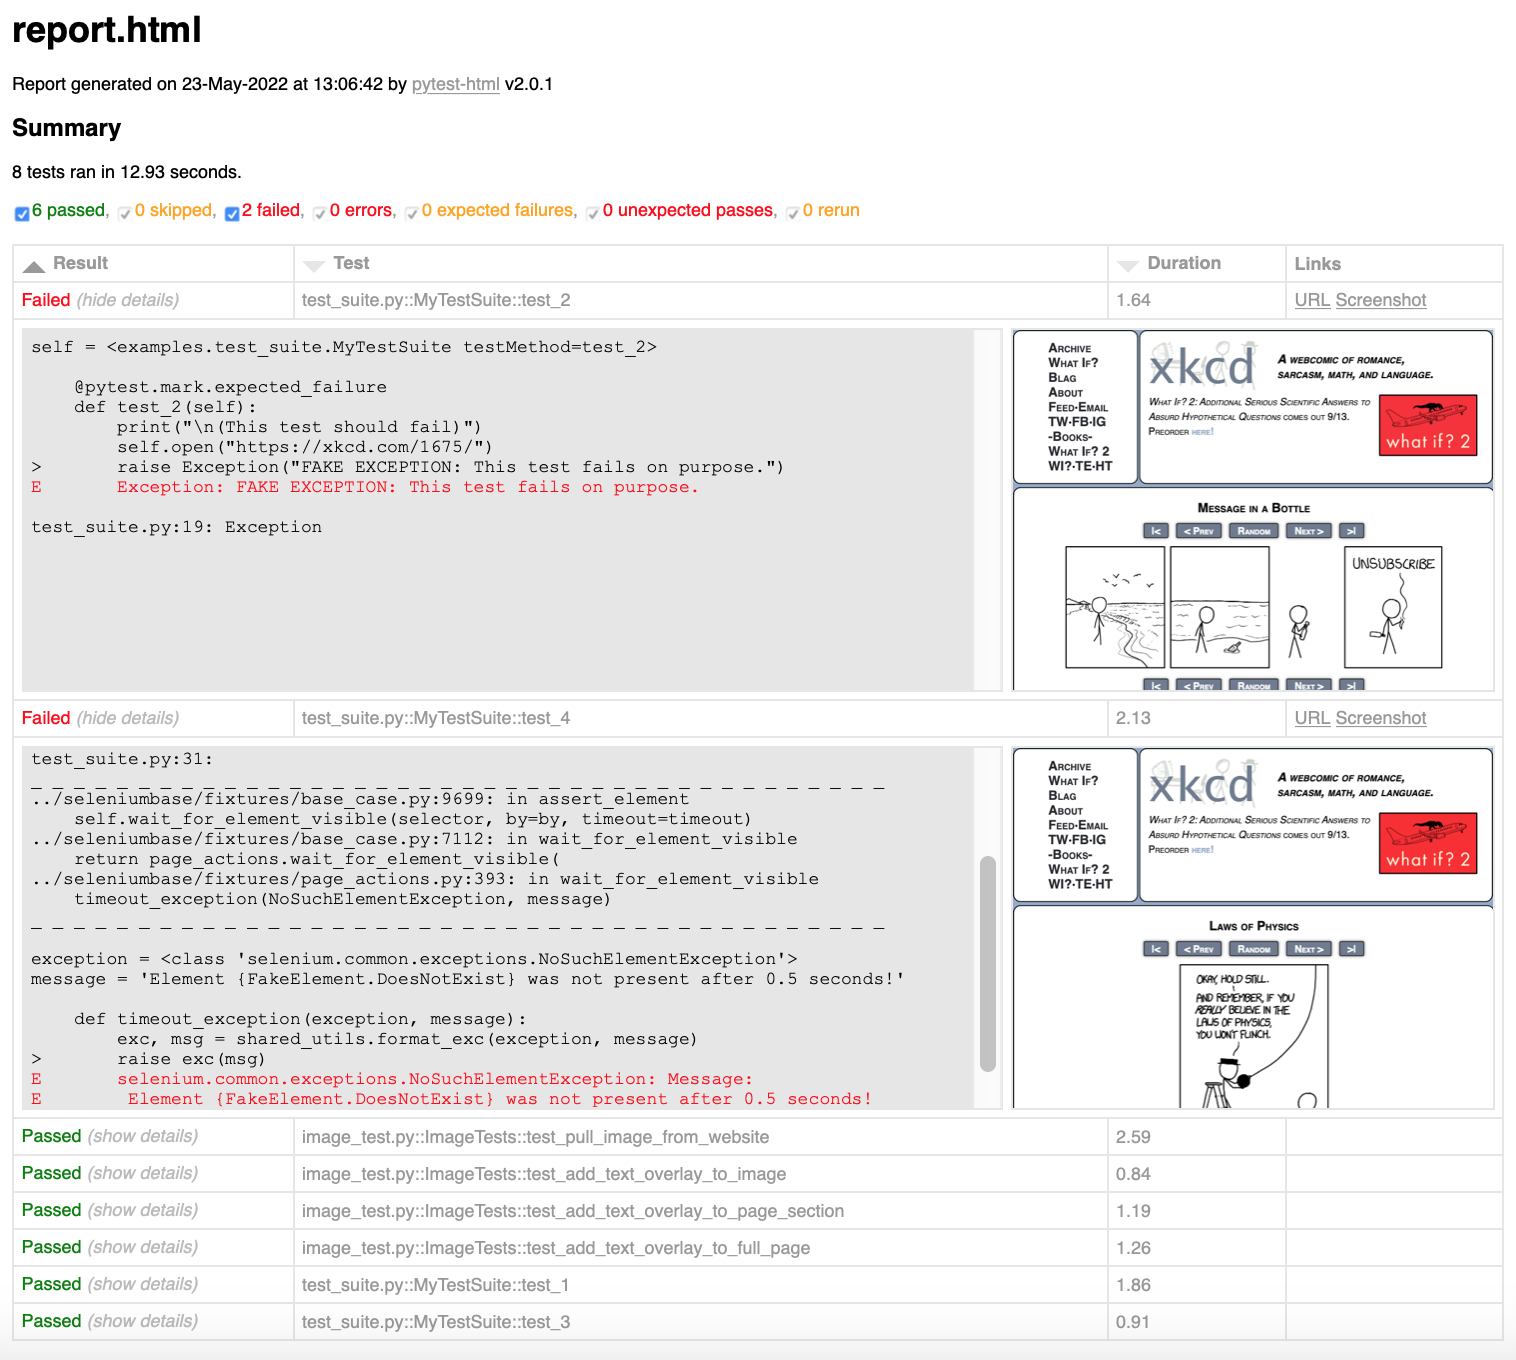 report.html
Report generated on 23-May-2022 at 13:06:42 by pytest-html v2.0.1
Summary
8 tests ran in 12.93 seconds.
6 passed, 0 skipped, 2 failed, 0 errors, 0 expected failures, 0 unexpected passes, 0 rerun
Result Test Duration Links
Failed (hide details) test_suite.py::MyTestSuite::test_2 1.64 URL Screenshot
self = <examples.test_suite.MyTestSuite testMethod=test_2>
@pytest.mark.expected_failure
def test_2(self):
print("\n(This test should fail)")
self.open("https://xkcd.com/1675/")
> raise Exception("FAKE EXCEPTION: This test fails on purpose.")
E Exception: FAKE EXCEPTION: This test fails on purpose.
test_suite.py:19: Exception
Archive
What If?
Blag
About
Feed·Email
TW·FB·IG
-Books-
What If? 2
WI?·TE·HT
xkcd
A webcomic of romance,
sarcasm, math, and language.
What If? 2: Additional Serious Scientific Answers to
Absurd Hypothetical Questions comes out 9/13.
Preorder here!
what if? 2
Message in a Bottle
|< < Prev Random Next > >|
UNSUBSCRIBE
|< < Prev Random Next > >|
Failed (hide details) test_suite.py::MyTestSuite::test_4 2.13 URL Screenshot
test_suite.py:31:
_ _ _ _ _ _ _ _ _ _ _ _ _ _ _ _ _ _ _ _ _ _ _ _ _ _ _ _ _ _ _ _ _ _ _ _ _ _ _ _
../seleniumbase/fixtures/base_case.py:9699: in assert_element
self.wait_for_element_visible(selector, by=by, timeout=timeout)
../seleniumbase/fixtures/base_case.py:7112: in wait_for_element_visible
return page_actions.wait_for_element_visible(
../seleniumbase/fixtures/page_actions.py:393: in wait_for_element_visible
timeout_exception(NoSuchElementException, message)
_ _ _ _ _ _ _ _ _ _ _ _ _ _ _ _ _ _ _ _ _ _ _ _ _ _ _ _ _ _ _ _ _ _ _ _ _ _ _ _
exception = <class 'selenium.common.exceptions.NoSuchElementException'>
message = 'Element {FakeElement.DoesNotExist} was not present after 0.5 seconds!'
def timeout_exception(exception, message):
exc, msg = shared_utils.format_exc(exception, message)
> raise exc(msg)
E selenium.common.exceptions.NoSuchElementException: Message:
E Element {FakeElement.DoesNotExist} was not present after 0.5 seconds!
Archive
What If?
Blag
About
Feed·Email
TW·FB·IG
-Books-
What If? 2
WI?·TE·HT
xkcd
A webcomic of romance,
sarcasm, math, and language.
What If? 2: Additional Serious Scientific Answers to
Absurd Hypothetical Questions comes out 9/13.
Preorder here!
what if? 2
Laws of Physics
|< < Prev Random Next > >|
OKAY, HOLD STILL.
AND REMEMBER, IF YOU
REALLY BELIEVE IN THE
LAWS OF PHYSICS,
YOU WON'T FLINCH.
Passed (show details) image_test.py::ImageTests::test_pull_image_from_website 2.59
Passed (show details) image_test.py::ImageTests::test_add_text_overlay_to_image 0.84
Passed (show details) image_test.py::ImageTests::test_add_text_overlay_to_page_section 1.19
Passed (show details) image_test.py::ImageTests::test_add_text_overlay_to_full_page 1.26
Passed (show details) test_suite.py::MyTestSuite::test_1 1.86
Passed (show details) test_suite.py::MyTestSuite::test_3 0.91